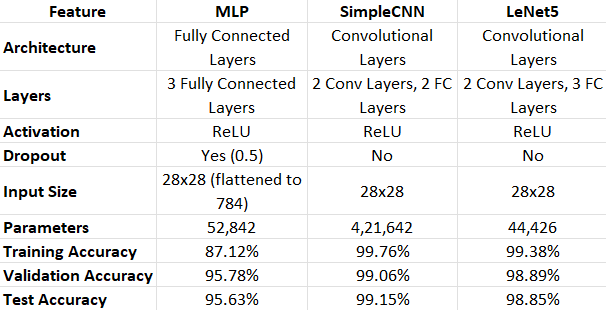 Feature MLP SimpleCNN LeNet5
Architecture Fully Connected Layers Convolutional Layers Convolutional Layers
Layers 3 Fully Connected Layers 2 Conv Layers, 2 FC Layers 2 Conv Layers, 3 FC Layers
Activation ReLU ReLU ReLU
Dropout Yes (0.5) No No
Input Size 28x28 (flattened to 784) 28x28 28x28
Parameters 52,842 4,21,642 44,426
Training Accuracy 87.12% 99.76% 99.38%
Validation Accuracy 95.78% 99.06% 98.89%
Test Accuracy 95.63% 99.15% 98.85%